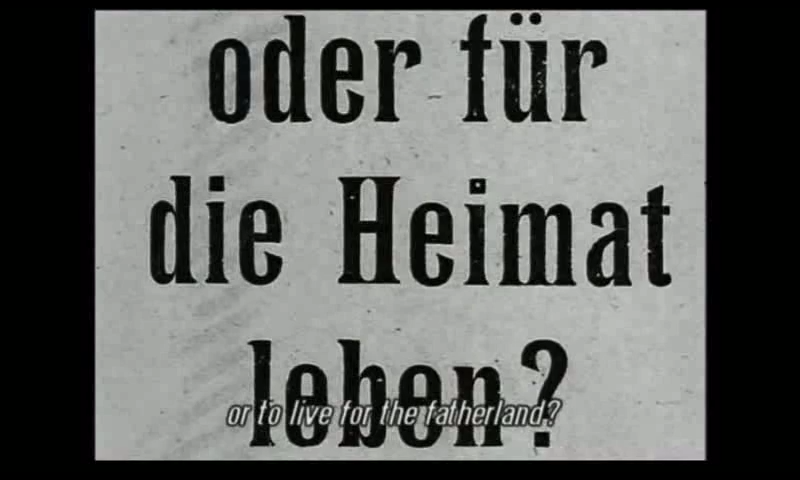 oder für
die Heimat
leben?
or to live for the fatherland?